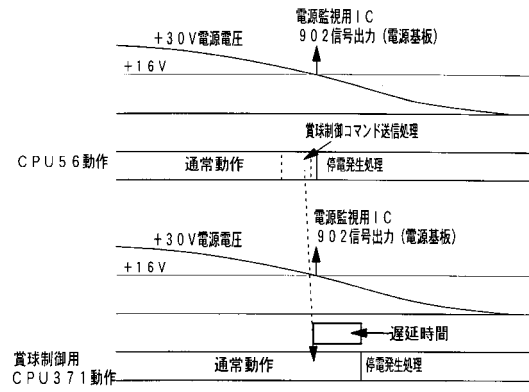 電源監視用IC
902信号出力(電源基板)
+30V電源電圧
+16V
賞球制御コマンド送信処理
CPU56動作
通常動作
停電発生処理
電源監視用IC
902信号出力(電源基板)
+30V電源電圧
+16V
遅延時間
賞球制御用
CPU371動作
通常動作
停電発生処理